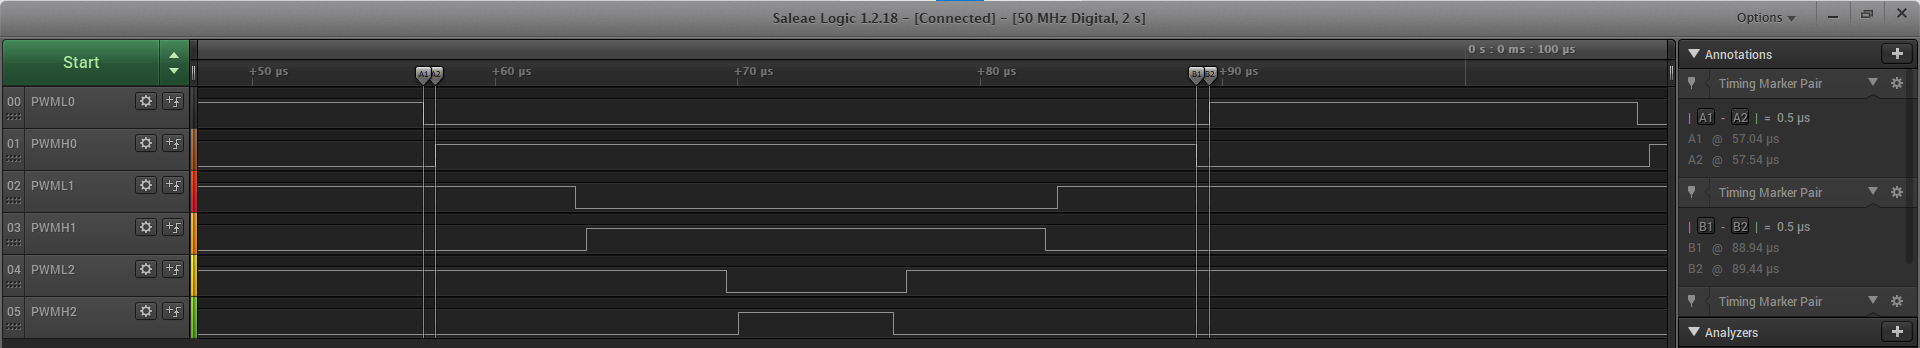 Saleae Logic 1.2.18 - [Connected] - [50 MHz Digital, 2 s]
Options
Start
0 s : 0 ms : 100 µs
+50 µs
+60 µs
+70 µs
+80 µs
+90 µs
A1
A2
B1
B2
00 PWML0
01 PWMH0
02 PWML1
03 PWMH1
04 PWML2
05 PWMH2
Annotations
Timing Marker Pair
| A1 - A2 | = 0.5 µs
A1 @ 57.04 µs
A2 @ 57.54 µs
Timing Marker Pair
| B1 - B2 | = 0.5 µs
B1 @ 88.94 µs
B2 @ 89.44 µs
Timing Marker Pair
Analyzers